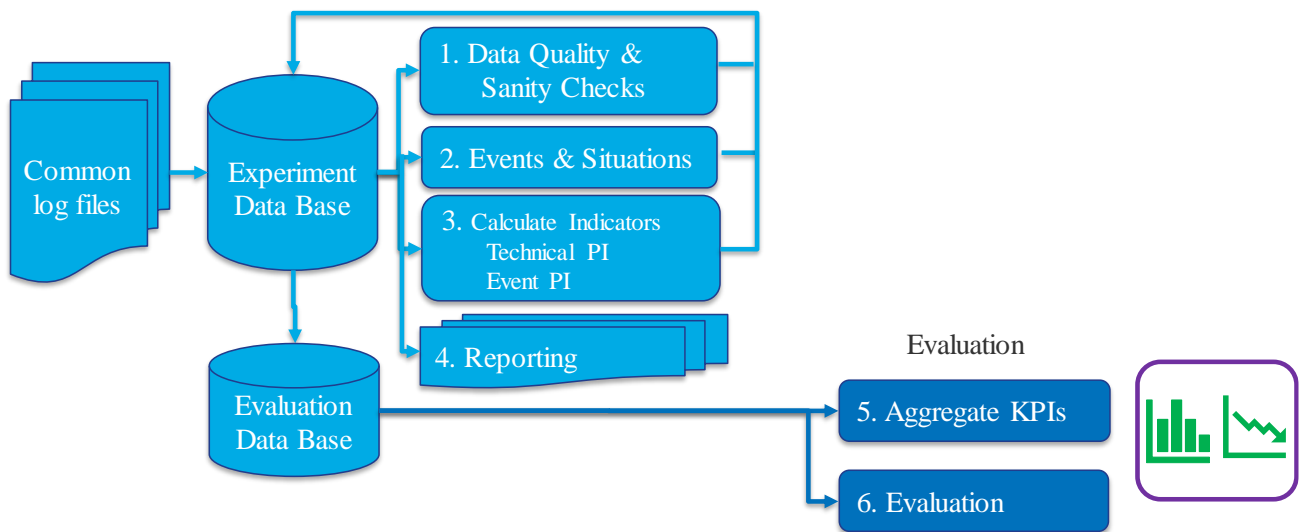 Common
log files
Experiment
Data Base
1. Data Quality &
Sanity Checks
2. Events & Situations
3. Calculate Indicators
Technical PI
Event PI
4. Reporting
Evaluation
Data Base
Evaluation
5. Aggregate KPIs
6. Evaluation